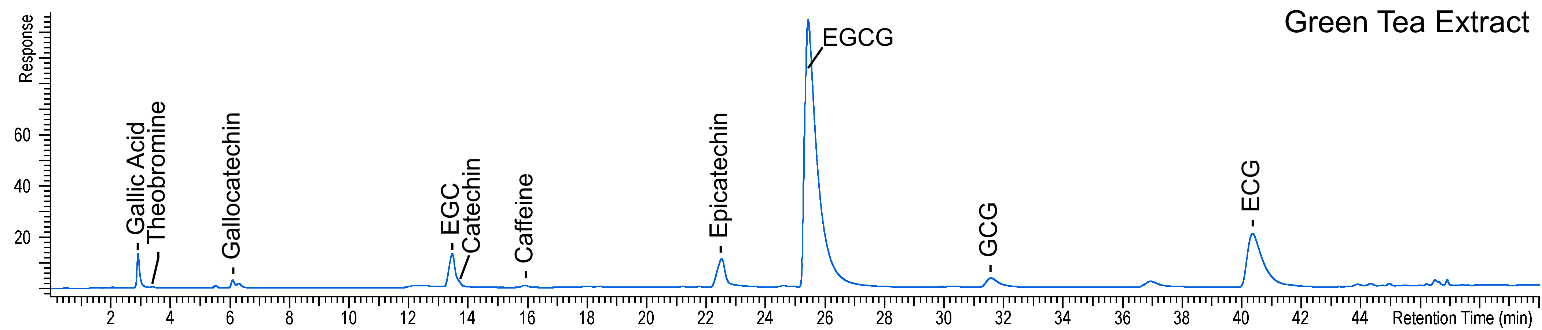 Green Tea Extract
Response
60
40
20
Gallic Acid
Theobromine
Gallocatechin
EGC
Catechin
Caffeine
Epicatechin
EGCG
GCG
ECG
2 4 6 8 10 12 14 16 18 20 22 24 26 28 30 32 34 36 38 40 42 44 Retention Time (min)